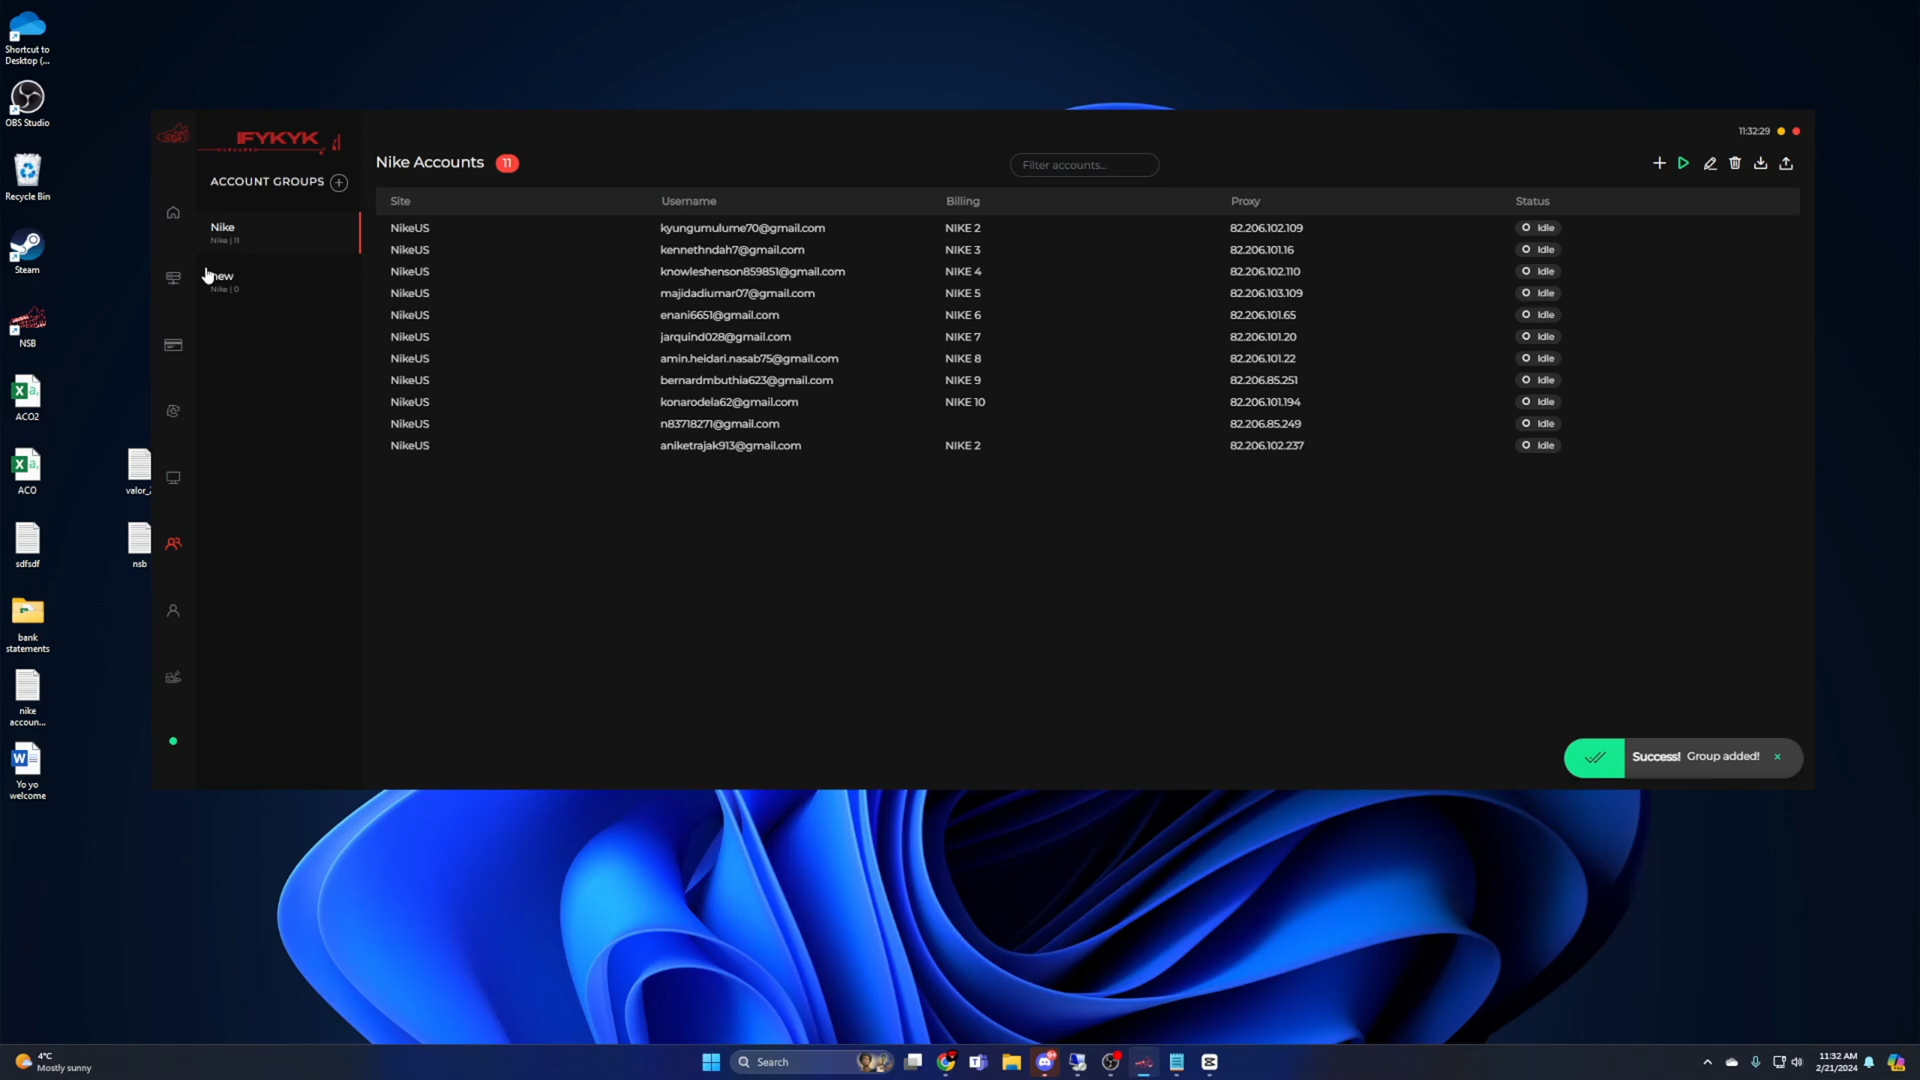 Shortcut to
Desktop (...
OBS Studio
Recycle Bin
Steam
NSB
ACO2
ACO
sdfsdf
bank
statements
nike
accoun...
Yo yo
welcome
valor_
nsb
IFYKYK
ACCOUNT GROUPS
Nike
Nike | 11
new
Nike | 0
Nike Accounts 11
Filter accounts...
11:32:29
Site Username Billing Proxy Status
NikeUS kyungumulume70@gmail.com NIKE 2 82.206.102.109 Idle
NikeUS kennethndah7@gmail.com NIKE 3 82.206.101.16 Idle
NikeUS knowleshenson859851@gmail.com NIKE 4 82.206.102.110 Idle
NikeUS majidadiumar07@gmail.com NIKE 5 82.206.103.109 Idle
NikeUS enani6651@gmail.com NIKE 6 82.206.101.65 Idle
NikeUS jarquind028@gmail.com NIKE 7 82.206.101.20 Idle
NikeUS amin.heidari.nasab75@gmail.com NIKE 8 82.206.101.22 Idle
NikeUS bernardmbuthia623@gmail.com NIKE 9 82.206.85.251 Idle
NikeUS konarodela62@gmail.com NIKE 10 82.206.101.194 Idle
NikeUS n83718271@gmail.com 82.206.85.249 Idle
NikeUS aniketrajak913@gmail.com NIKE 2 82.206.102.237 Idle
Success! Group added!
4°C
Mostly sunny
Search
11:32 AM
2/21/2024